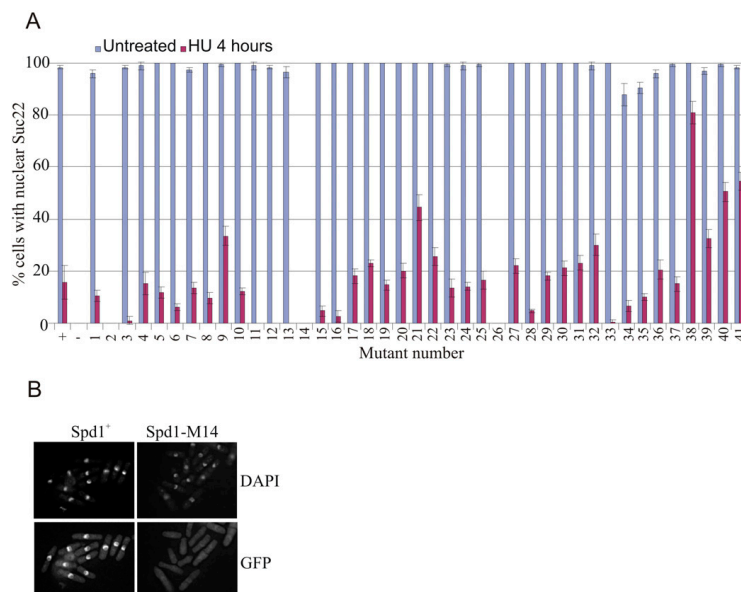 A
Untreated HU 4 hours
% cells with nuclear Suc22
100
80
60
40
20
0
+ - 1 2 3 4 5 6 7 8 9 10 11 12 13 14 15 16 17 18 19 20 21 22 23 24 25 26 27 28 29 30 31 32 33 34 35 36 37 38 39 40 41
Mutant number
B
Spd1+ Spd1-M14
DAPI
GFP